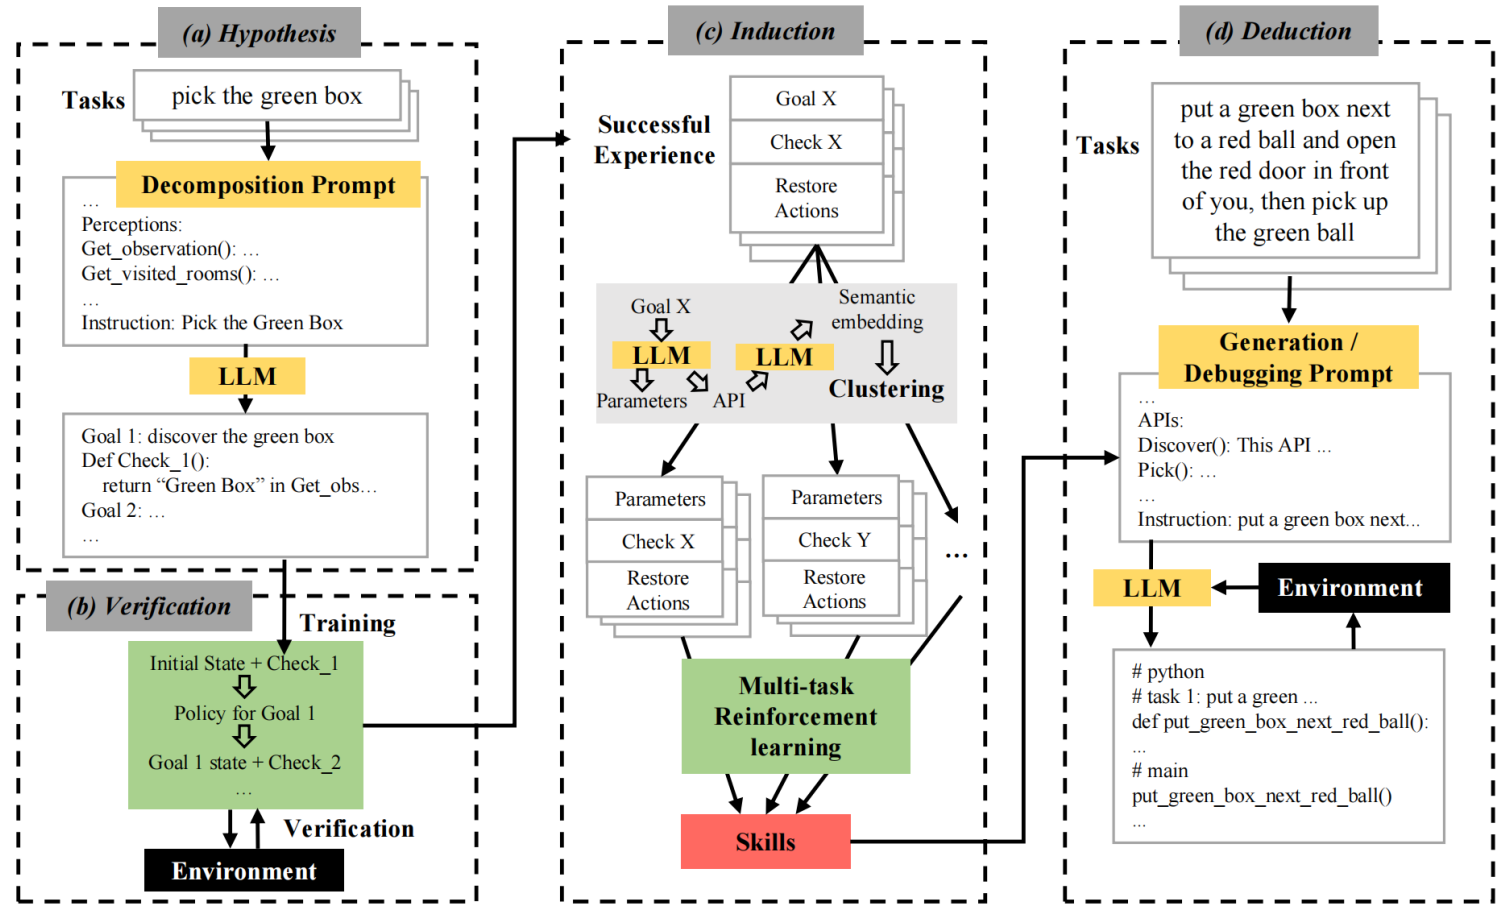 (a) Hypothesis
Tasks
pick the green box
Decomposition Prompt
...
Perceptions:
Get_observation(): ...
Get_visited_rooms(): ...
...
Instruction: Pick the Green Box
LLM
Goal 1: discover the green box
Def Check_1():
return “Green Box” in Get_obs...
Goal 2: ...
...
(b) Verification
Training
Initial State + Check_1
Policy for Goal 1
Goal 1 state + Check_2
...
Verification
Environment
(c) Induction
Successful
Experience
Goal X
Check X
Restore
Actions
Goal X
LLM
Parameters
API
LLM
Semantic
embedding
Clustering
Parameters
Check X
Restore
Actions
Parameters
Check Y
Restore
Actions
...
Multi-task
Reinforcement
learning
Skills
(d) Deduction
Tasks
put a green box next
to a red ball and open
the red door in front
of you, then pick up
the green ball
Generation /
Debugging Prompt
...
APIs:
Discover(): This API ...
Pick(): ...
...
Instruction: put a green box next...
LLM
Environment
# python
# task 1: put a green ...
def put_green_box_next_red_ball():
...
# main
put_green_box_next_red_ball()
...